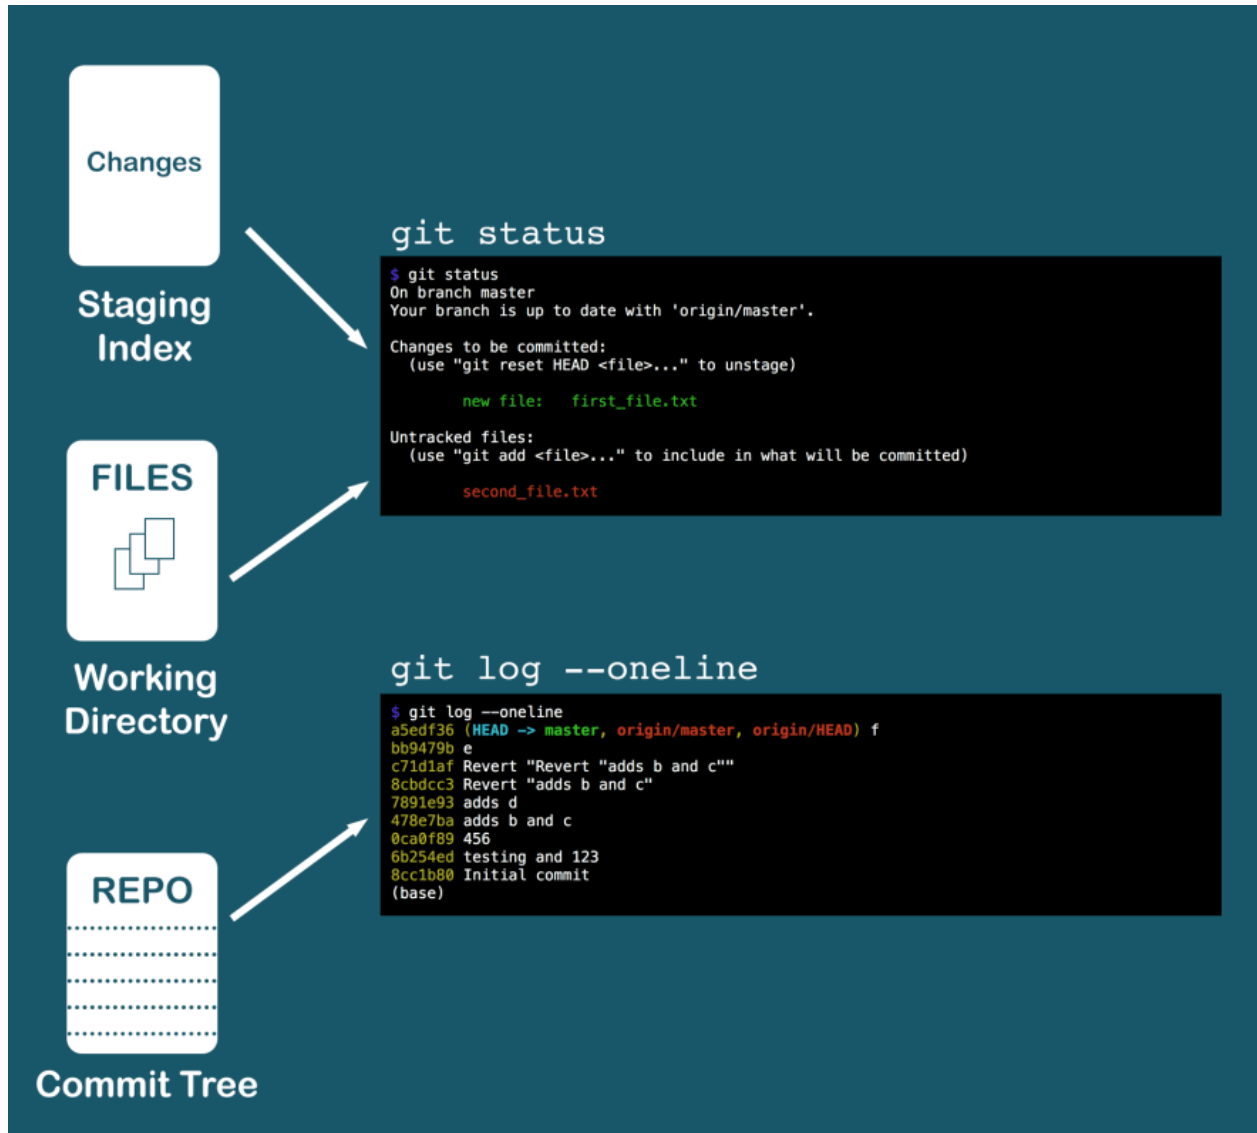 Changes
Staging
Index
git status
$ git status
On branch master
Your branch is up to date with 'origin/master'.
Changes to be committed:
(use "git reset HEAD <file>..." to unstage)
new file: first_file.txt
Untracked files:
(use "git add <file>..." to include in what will be committed)
second_file.txt
FILES
Working
Directory
git log --oneline
$ git log --oneline
a5edf36 (HEAD -> master, origin/master, origin/HEAD) f
bb9479b e
c71d1af Revert "Revert "adds b and c""
8cbdcc3 Revert "adds b and c"
7891e93 adds d
478e7ba adds b and c
0ca0f89 456
6b254ed testing and 123
8cc1b80 Initial commit
(base)
REPO
Commit Tree